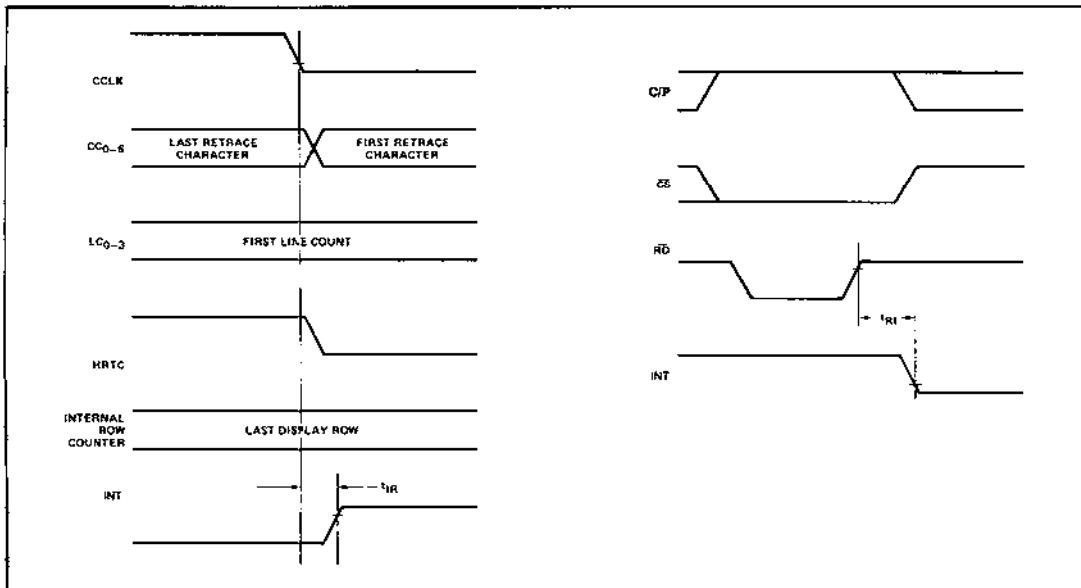 CCLK
CC0–6
LAST RETRACE
CHARACTER
FIRST RETRACE
CHARACTER
LC0–3
FIRST LINE COUNT
HRTC
INTERNAL
ROW
COUNTER
LAST DISPLAY ROW
INT
tIR
C/P
CS
RD
tRI
INT